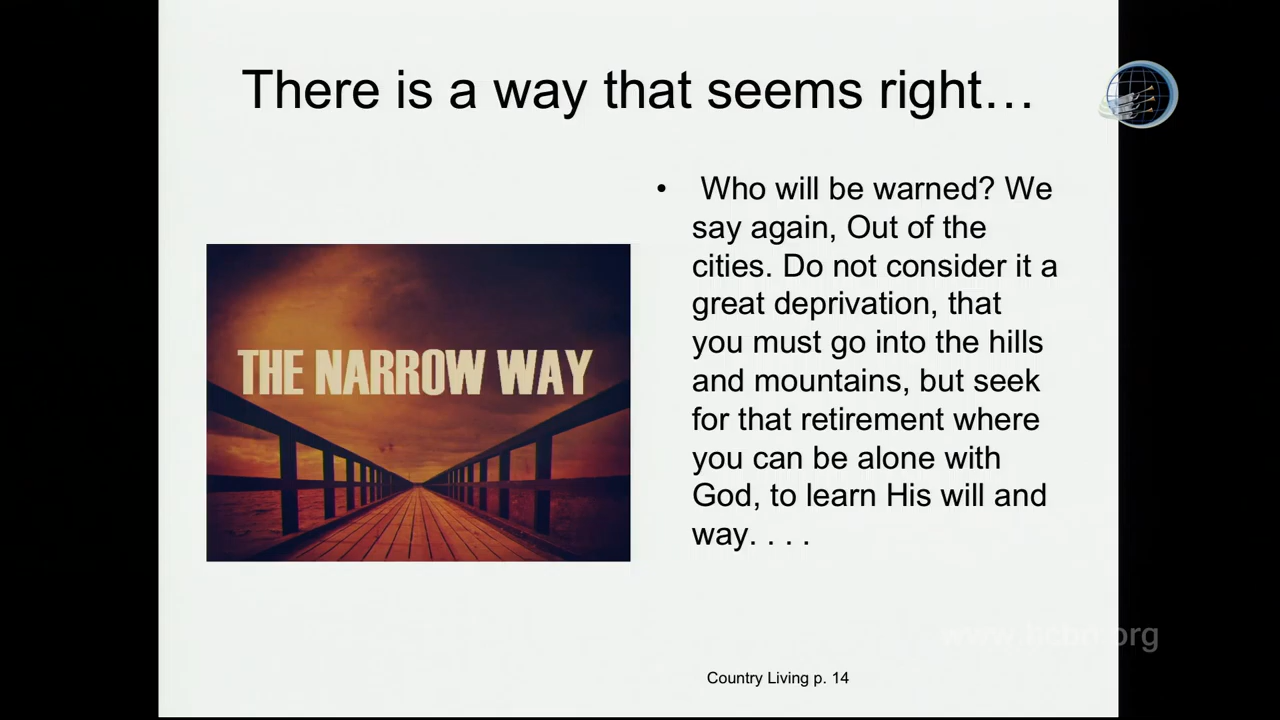 There is a way that seems right…
THE NARROW WAY
• Who will be warned? We
say again, Out of the
cities. Do not consider it a
great deprivation, that
you must go into the hills
and mountains, but seek
for that retirement where
you can be alone with
God, to learn His will and
way. . . .
Country Living p. 14